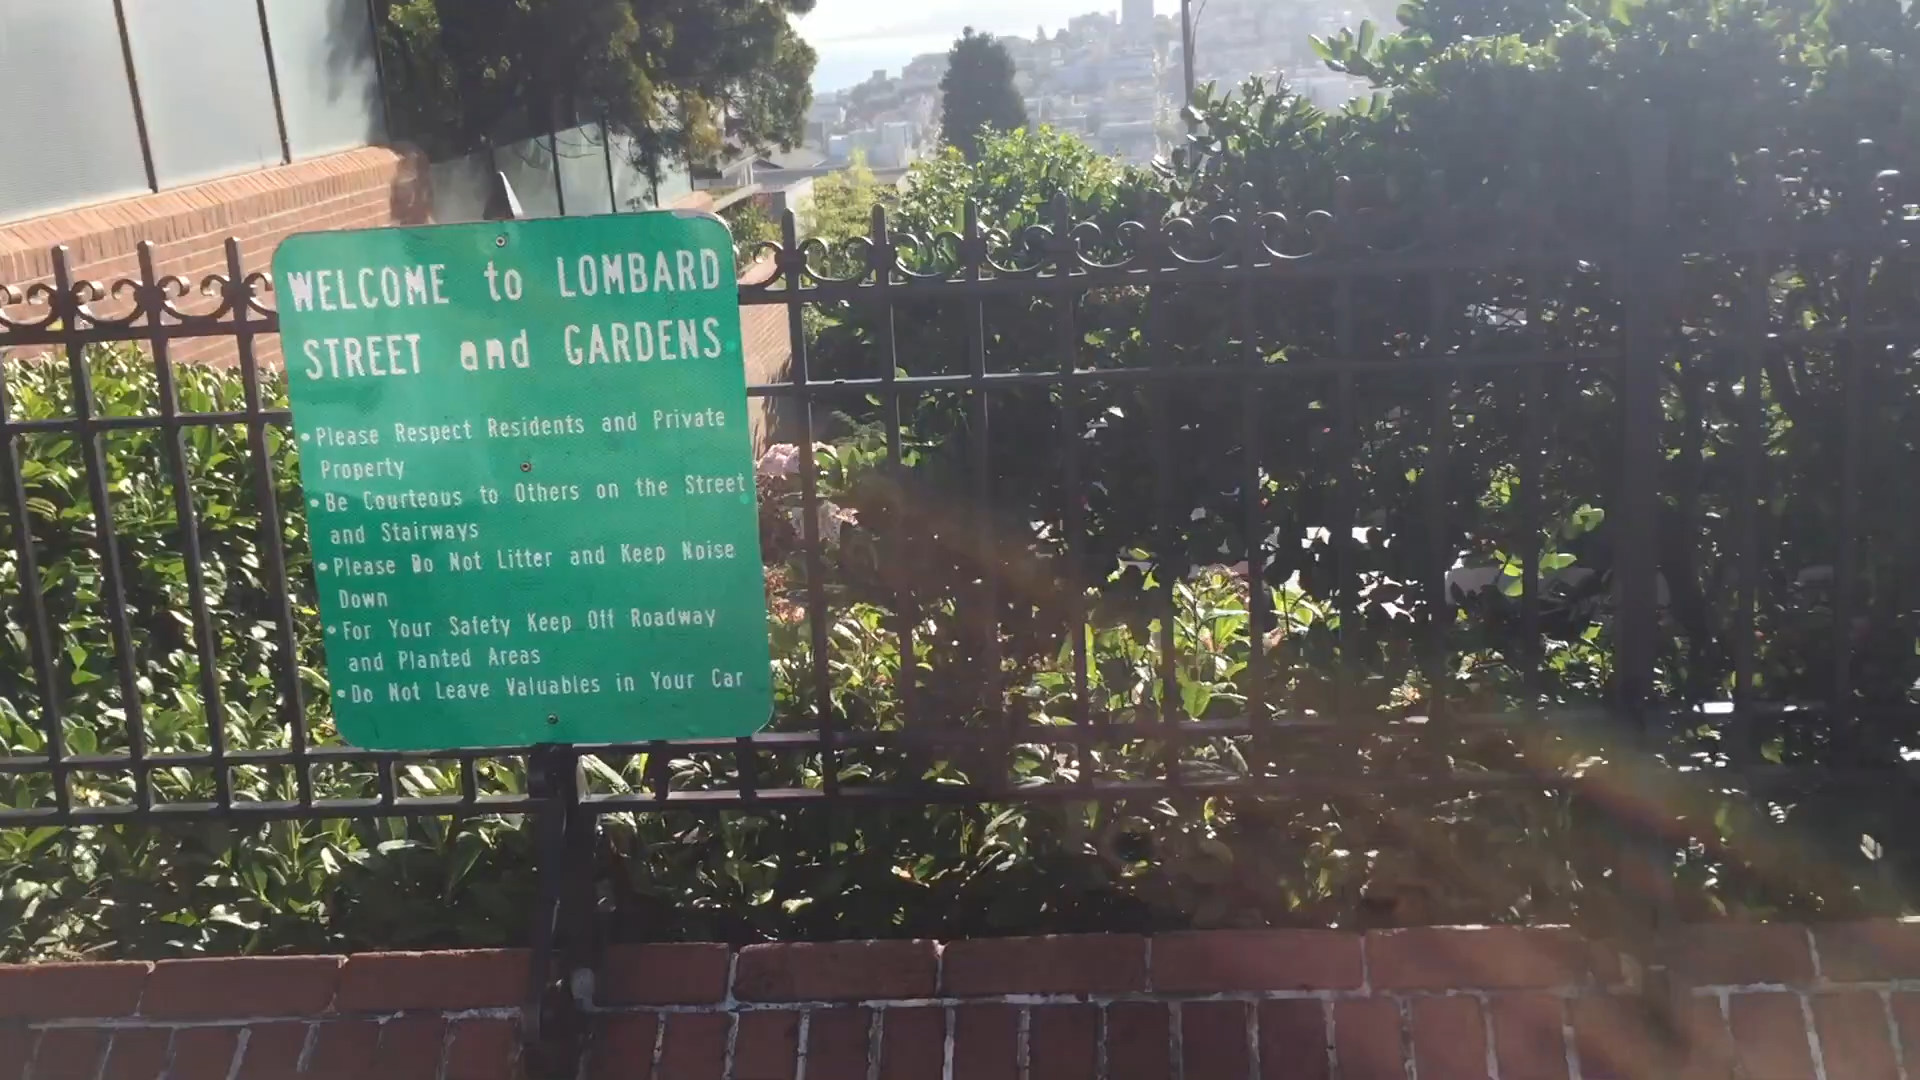 WELCOME to LOMBARD
STREET and GARDENS
•Please Respect Residents and Private
Property
•Be Courteous to Others on the Street
and Stairways
•Please Do Not Litter and Keep Noise
Down
•For Your Safety Keep Off Roadway
and Planted Areas
•Do Not Leave Valuables in Your Car